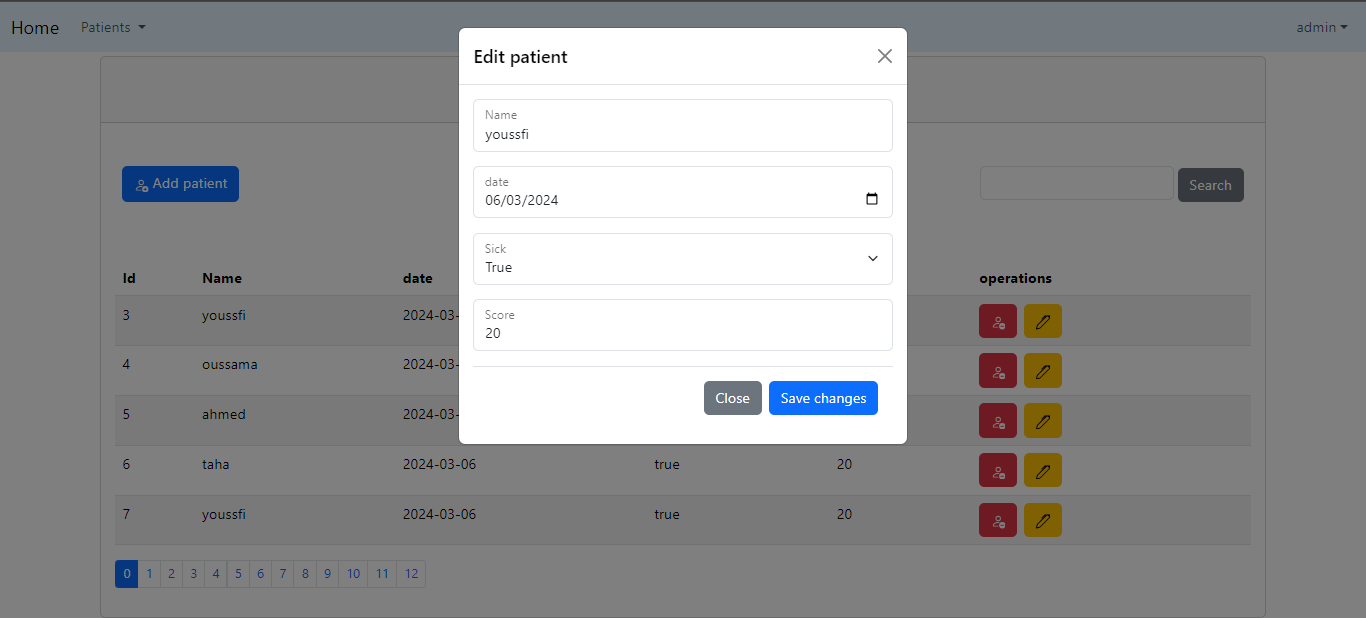 Home Patients admin
Edit patient
Name
youssfi
date
06/03/2024
Sick
True
Score
20
Close Save changes
Add patient Search
Id Name date operations
3 youssfi 2024-03-
4 oussama 2024-03-
5 ahmed 2024-03-
6 taha 2024-03-06 true 20
7 youssfi 2024-03-06 true 20
0 1 2 3 4 5 6 7 8 9 10 11 12